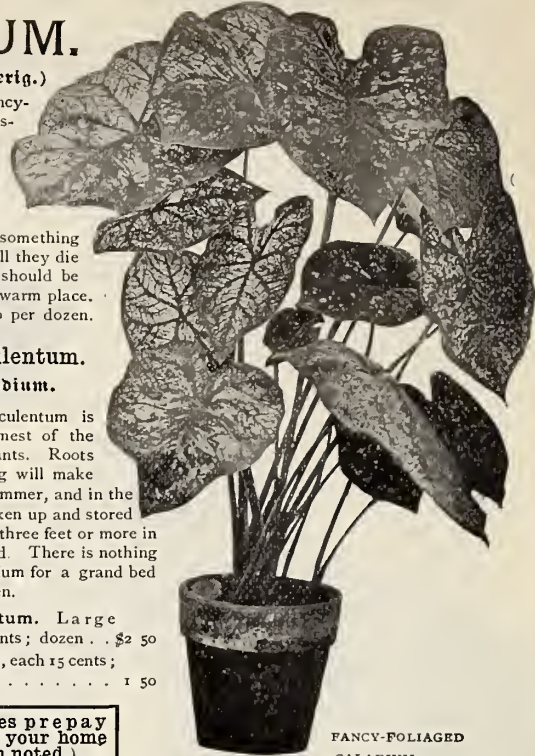 UM.
erig.)
ncy-
s-
something
ll they die
should be
warm place.
per dozen.
lentum.
dium.
culentum is
nest of the
nts. Roots
g will make
mmer, and in the
ken up and stored
three feet or more in
d. There is nothing
um for a grand bed
en.
tum. Large
nts; dozen . . $2 50
, each 15 cents;
. . . . . . . . 1 50
es prepay
your home
n noted.)
FANCY-FOLIAGED
CALADIUM